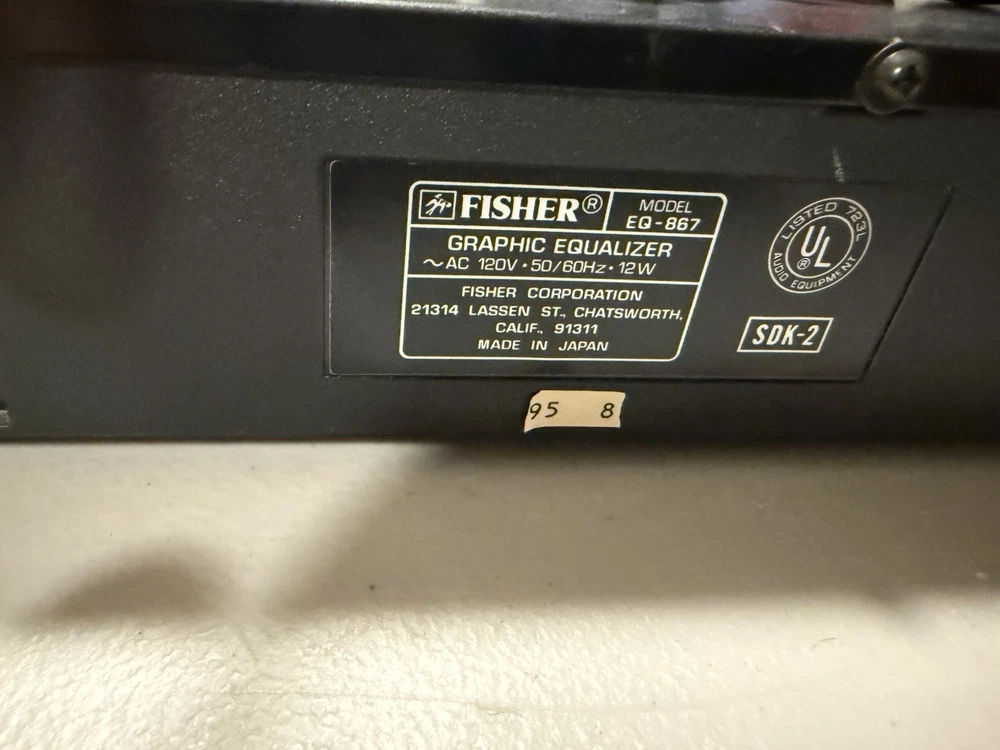 FISHER®
MODEL
EQ-867
GRAPHIC EQUALIZER
~AC 120V • 50/60Hz • 12W
FISHER CORPORATION
21314 LASSEN ST., CHATSWORTH,
CALIF., 91311
MADE IN JAPAN
LISTED 723L
UL®
AUDIO EQUIPMENT
SDK-2
95 8